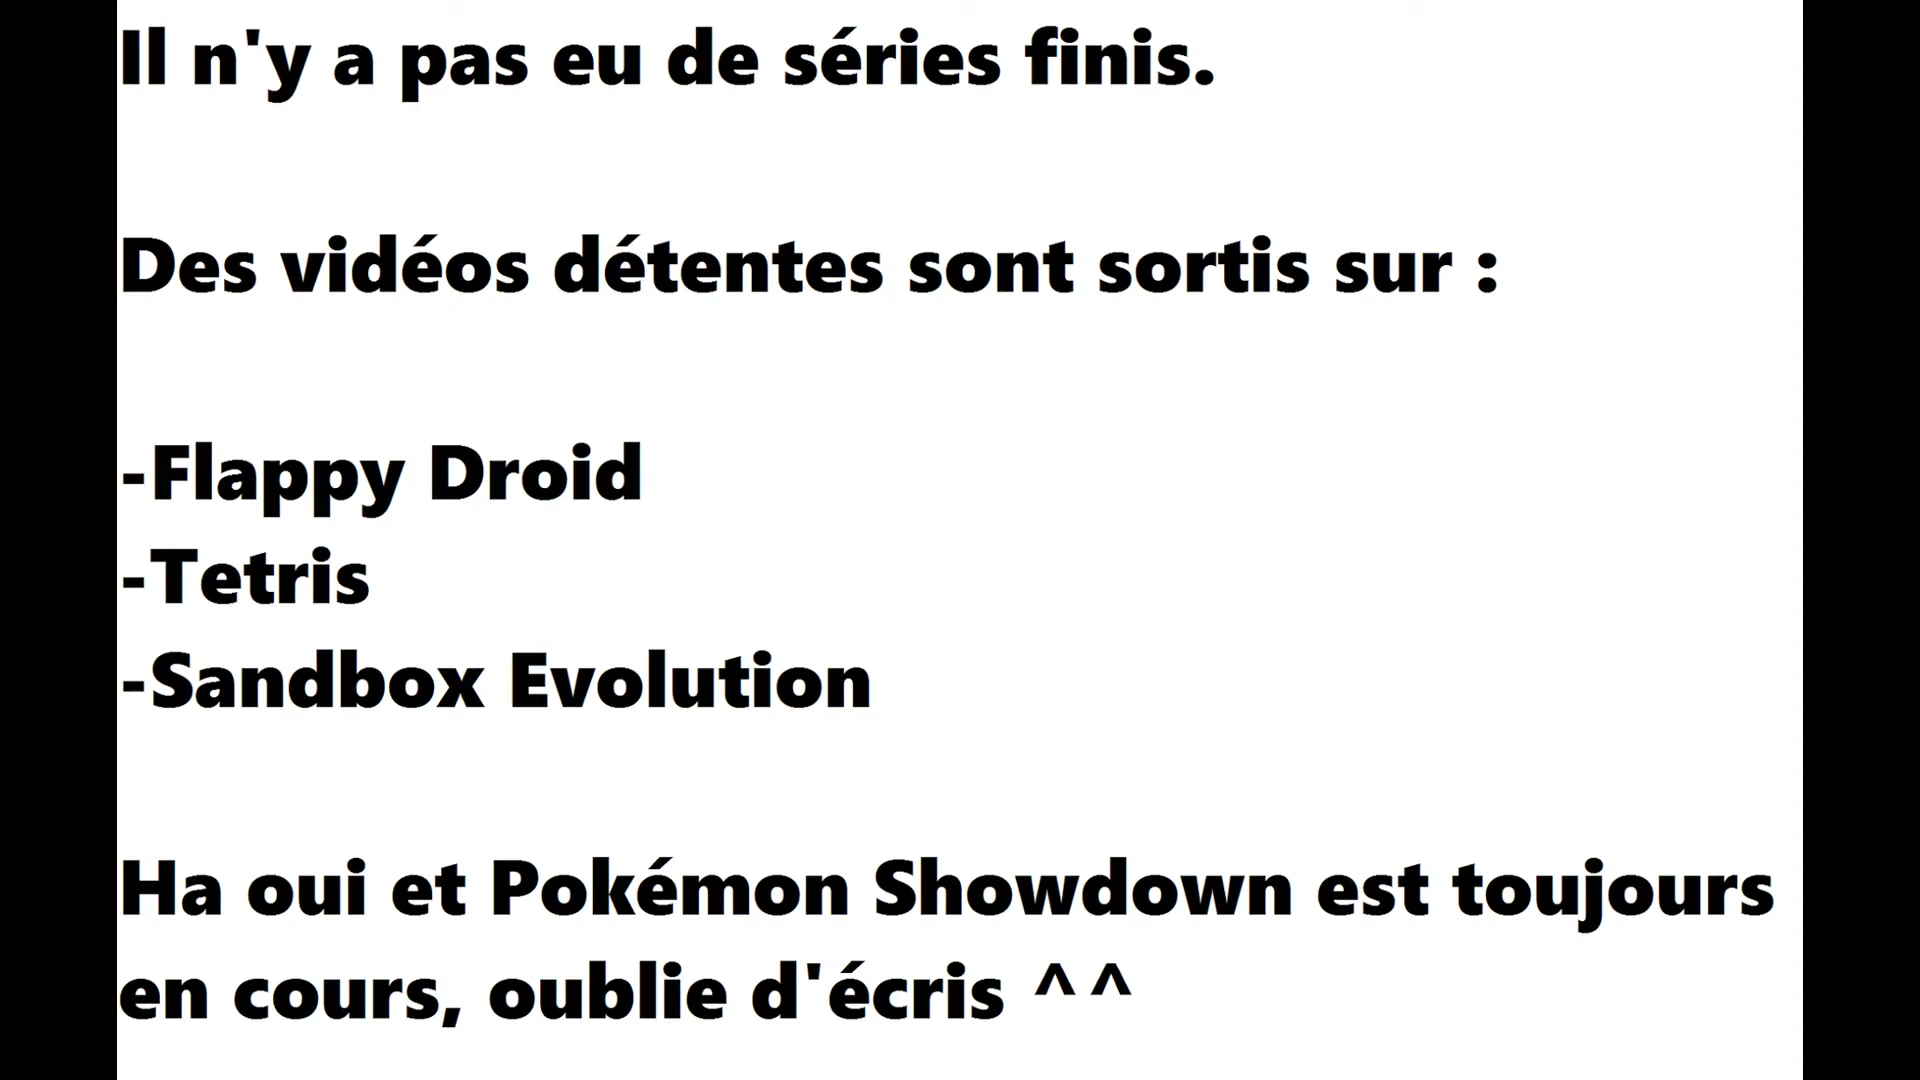 Il n'y a pas eu de séries finis.
Des vidéos détentes sont sortis sur :
-Flappy Droid
-Tetris
-Sandbox Evolution
Ha oui et Pokémon Showdown est toujours
en cours, oublie d'écris ^^